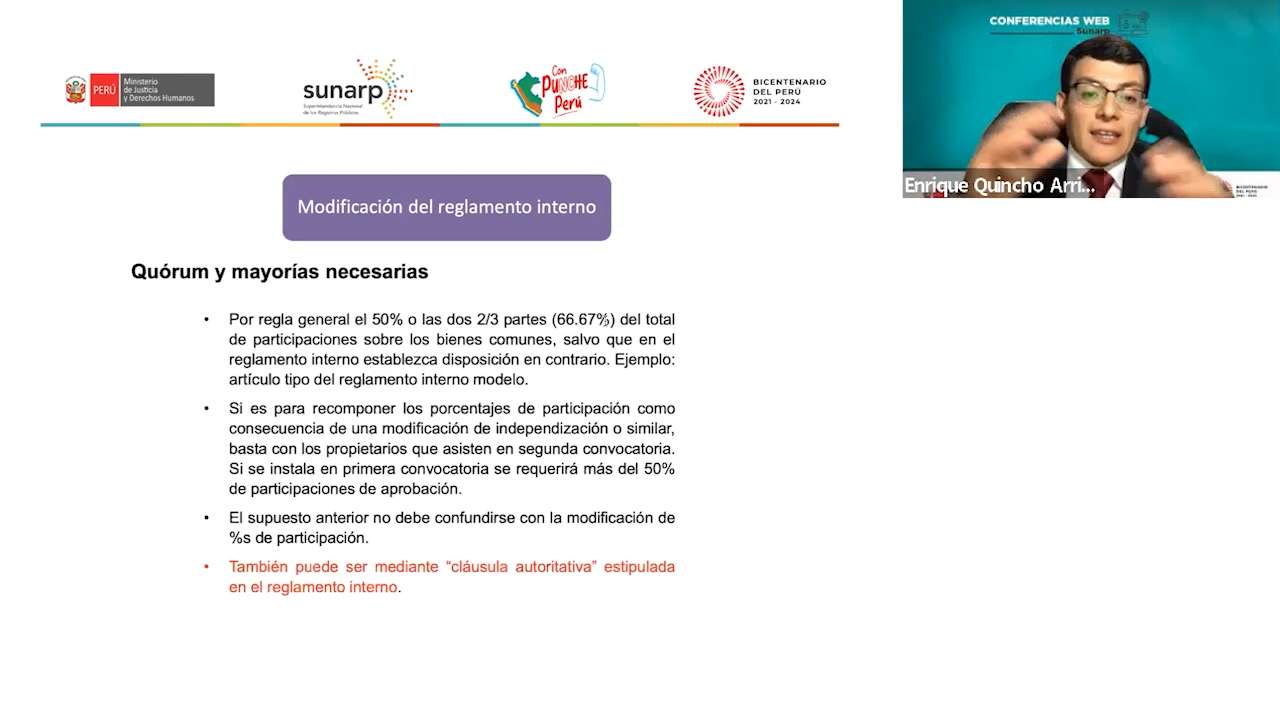 PERÚ
Ministerio
de Justicia
y Derechos Humanos
sunarp
Superintendencia Nacional
de los Registros Públicos
Con
PUNCHE
Perú
BICENTENARIO
DEL PERÚ
2021 - 2024
CONFERENCIAS WEB
Sunarp
Enrique Quincho Arri...
BICENTENARIO
DEL PERÚ
Modificación del reglamento interno
Quórum y mayorías necesarias
• Por regla general el 50% o las dos 2/3 partes (66.67%) del total
de participaciones sobre los bienes comunes, salvo que en el
reglamento interno establezca disposición en contrario. Ejemplo:
artículo tipo del reglamento interno modelo.
• Si es para recomponer los porcentajes de participación como
consecuencia de una modificación de independización o similar,
basta con los propietarios que asisten en segunda convocatoria.
Si se instala en primera convocatoria se requerirá más del 50%
de participaciones de aprobación.
• El supuesto anterior no debe confundirse con la modificación de
%s de participación.
• También puede ser mediante “cláusula autoritativa” estipulada
en el reglamento interno.